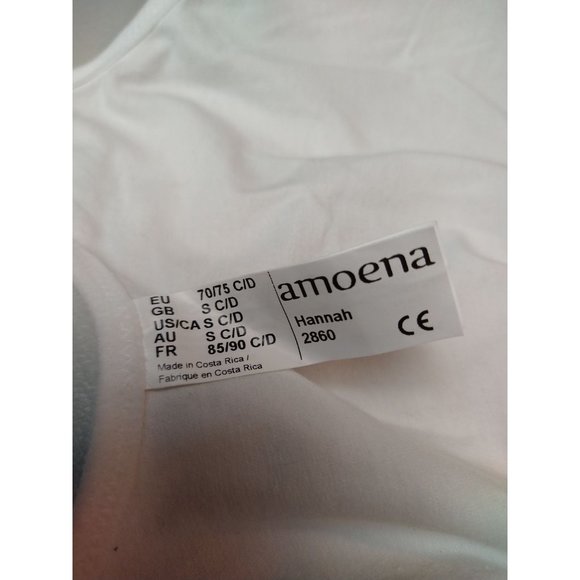 EU 70/75 C/D
GB S C/D
US/CA S C/D
AU S C/D
FR 85/90 C/D
Made in Costa Rica /
Fabrique en Costa Rica
amoena
Hannah
2860
CE